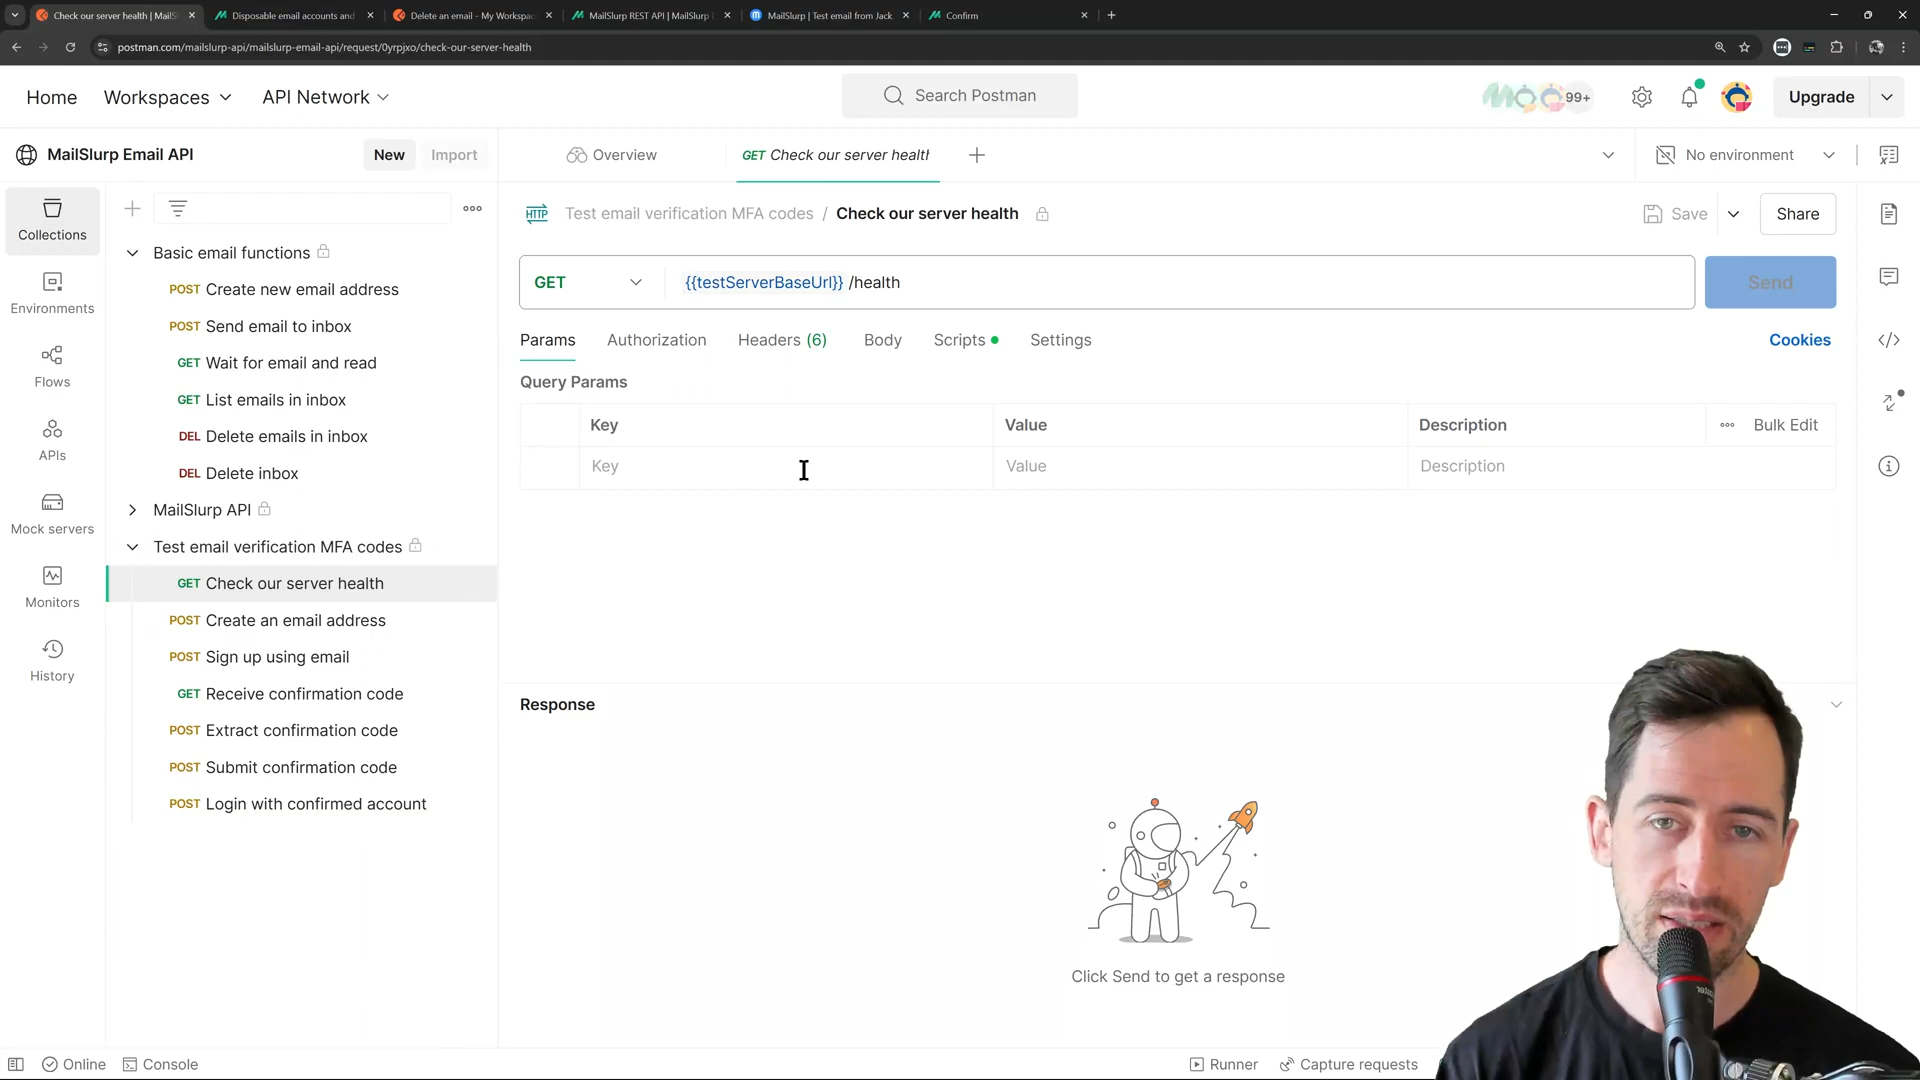 Check our server health | MailS
Disposable email accounts and
Delete an email - My Workspac
MailSlurp REST API | MailSlurp
MailSlurp | Test email from Jack
Confirm
postman.com/mailslurp-api/mailslurp-email-api/request/0yrpjxo/check-our-server-health
Home
Workspaces
API Network
Search Postman
99+
Upgrade
MailSlurp Email API
New
Import
Overview
GET Check our server health
No environment
Collections
Environments
Flows
APIs
Mock servers
Monitors
History
Basic email functions
POST Create new email address
POST Send email to inbox
GET Wait for email and read
GET List emails in inbox
DEL Delete emails in inbox
DEL Delete inbox
MailSlurp API
Test email verification MFA codes
GET Check our server health
POST Create an email address
POST Sign up using email
GET Receive confirmation code
POST Extract confirmation code
POST Submit confirmation code
POST Login with confirmed account
HTTP
Test email verification MFA codes / Check our server health
Save
Share
GET
{{testServerBaseUrl}} /health
Send
Params
Authorization
Headers (6)
Body
Scripts
Settings
Cookies
Query Params
Key
Value
Description
Bulk Edit
Key
Value
Description
Response
Click Send to get a response
Online
Console
Runner
Capture requests